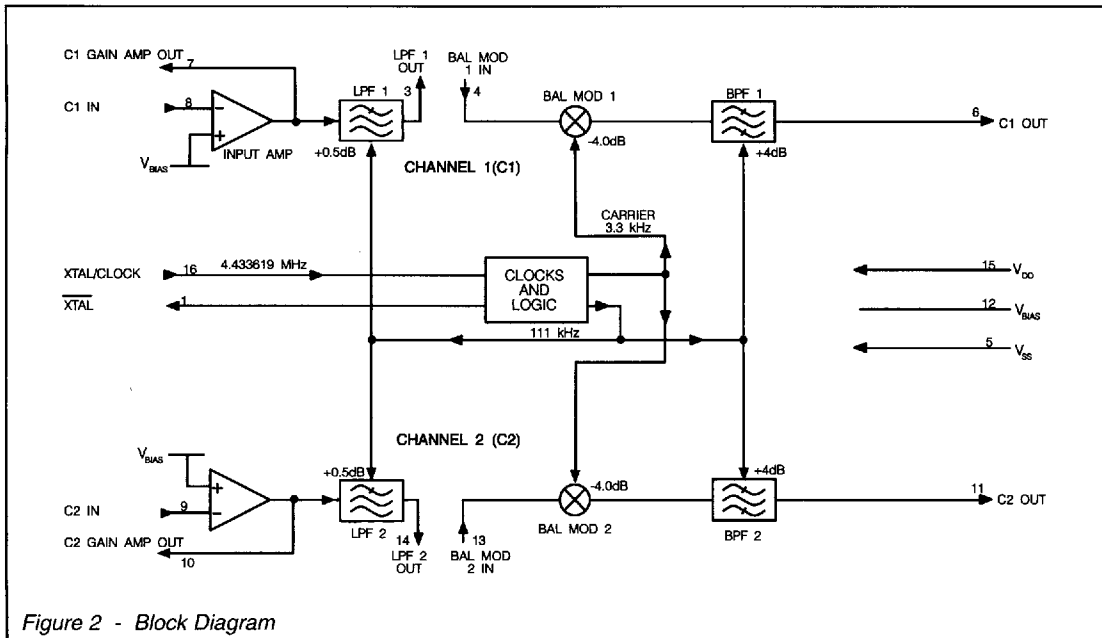 C1 GAIN AMP OUT
7
C1 IN
8
−
+
V_BIAS
INPUT AMP
LPF 1
+0.5dB
LPF 1
OUT
3
BAL MOD
1 IN
4
BAL MOD 1
-4.0dB
BPF 1
+4dB
6
C1 OUT
CHANNEL 1(C1)
CARRIER
3.3 kHz
XTAL/CLOCK
16
4.433619 MHz
XTAL
1
CLOCKS
AND
LOGIC
111 kHz
15
V_DD
12
V_BIAS
5
V_SS
CHANNEL 2 (C2)
V_BIAS
+
−
C2 IN
9
C2 GAIN AMP OUT
10
+0.5dB
LPF 2
14
LPF 2
OUT
13
BAL MOD
2 IN
-4.0dB
BAL MOD 2
+4dB
BPF 2
11
C2 OUT
Figure 2 - Block Diagram